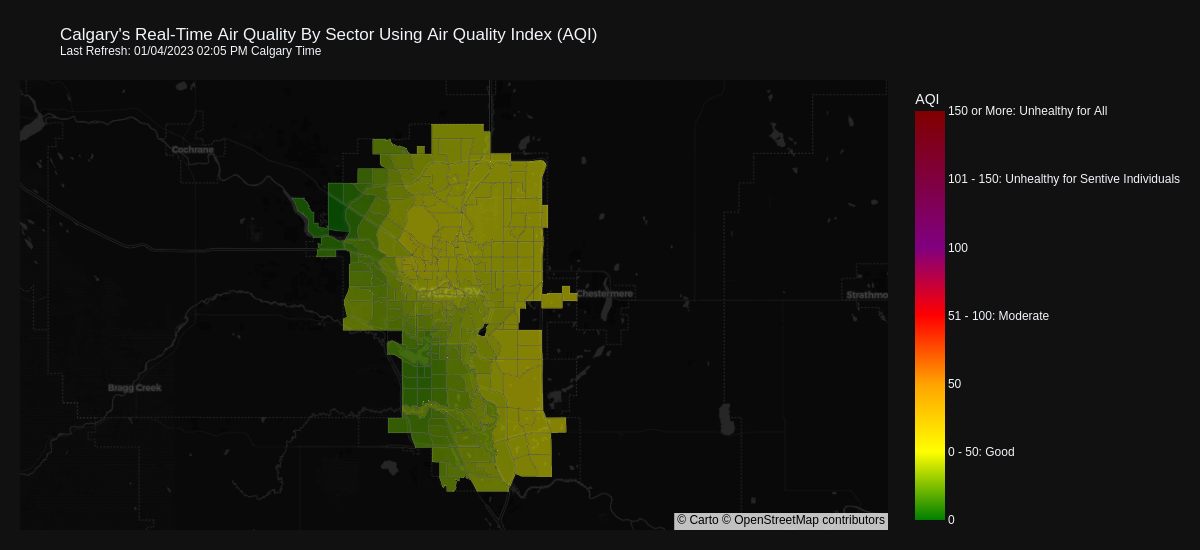 Calgary's Real-Time Air Quality By Sector Using Air Quality Index (AQI)
Last Refresh: 01/04/2023 02:05 PM Calgary Time
AQI
150 or More: Unhealthy for All
Cochrane
101 - 150: Unhealthy for Sentive Individuals
100
Chestermere
Strathmo
51 - 100: Moderate
50
Bragg Creek
0 - 50: Good
0
© Carto © OpenStreetMap contributors